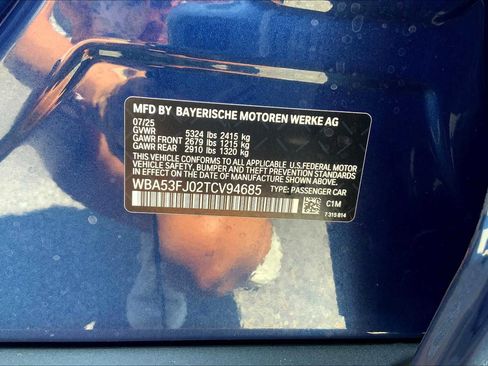 MFD BY BAYERISCHE MOTOREN WERKE AG
07/25
GVWR 5324 lbs 2415 kg
GAWR FRONT 2679 lbs 1215 kg
GAWR REAR 2910 lbs 1320 kg
THIS VEHICLE CONFORMS TO ALL APPLICABLE U.S.FEDERAL MOTOR
VEHICLE SAFETY, BUMPER AND THEFT PREVENTION STANDARDS
IN EFFECT ON THE DATE OF MANUFACTURE SHOWN ABOVE.
WBA53FJ02TCV94685 TYPE: PASSENGER CAR
C1M
7 315 814